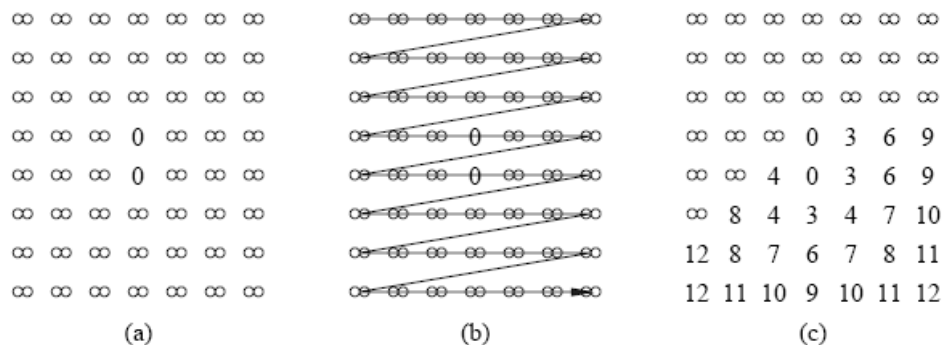 ∞ ∞ ∞ ∞ ∞ ∞ ∞ ∞ ∞ ∞ ∞ ∞ ∞ ∞ ∞ ∞ ∞ ∞ ∞ ∞ ∞
∞ ∞ ∞ ∞ ∞ ∞ ∞ ∞ ∞ ∞ ∞ ∞ ∞ ∞ ∞ ∞ ∞ ∞ ∞ ∞ ∞
∞ ∞ ∞ ∞ ∞ ∞ ∞ ∞ ∞ ∞ ∞ ∞ ∞ ∞ ∞ ∞ ∞ ∞ ∞ ∞ ∞
∞ ∞ ∞ 0 ∞ ∞ ∞ ∞ ∞ ∞ 0 ∞ ∞ ∞ ∞ ∞ ∞ 0 3 6 9
∞ ∞ ∞ 0 ∞ ∞ ∞ ∞ ∞ ∞ 0 ∞ ∞ ∞ ∞ ∞ 4 0 3 6 9
∞ ∞ ∞ ∞ ∞ ∞ ∞ ∞ ∞ ∞ ∞ ∞ ∞ ∞ ∞ 8 4 3 4 7 10
∞ ∞ ∞ ∞ ∞ ∞ ∞ ∞ ∞ ∞ ∞ ∞ ∞ ∞ 12 8 7 6 7 8 11
∞ ∞ ∞ ∞ ∞ ∞ ∞ ∞ ∞ ∞ ∞ ∞ ∞ ∞ 12 11 10 9 10 11 12
(a) (b) (c)